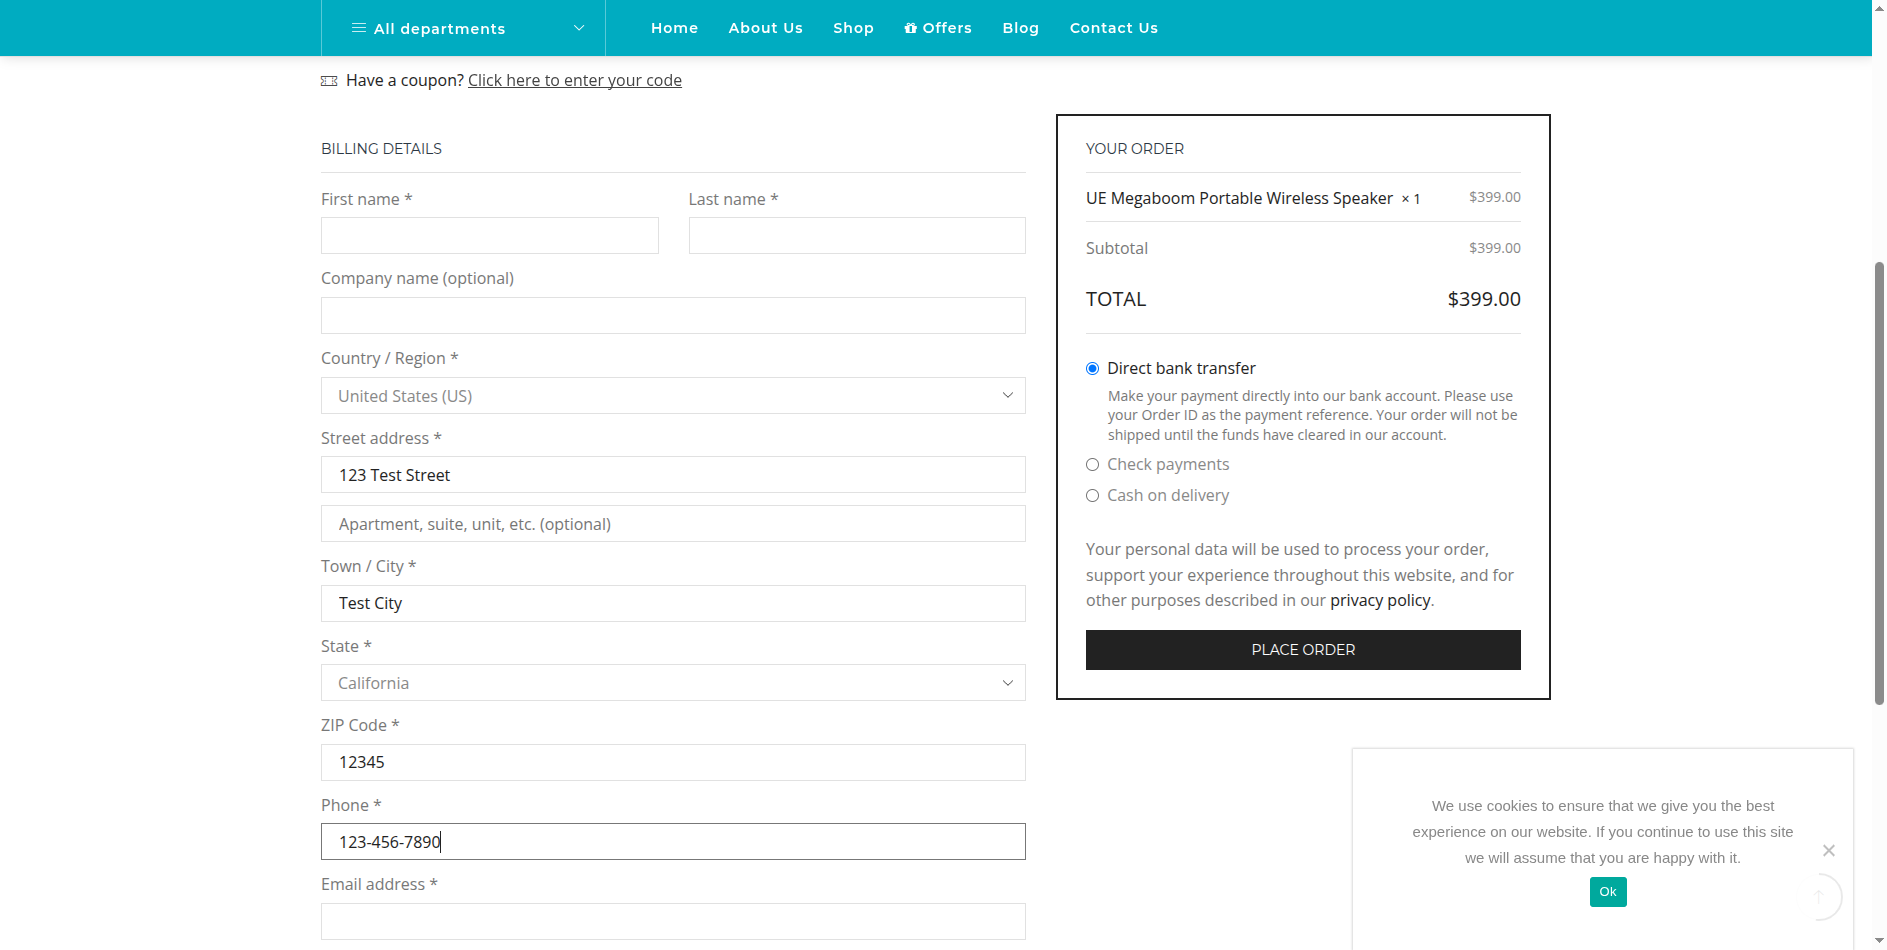 All departments
Home
About Us
Shop
Offers
Blog
Contact Us
Have a coupon? Click here to enter your code
BILLING DETAILS
First name *
Last name *
Company name (optional)
Country / Region *
United States (US)
Street address *
123 Test Street
Apartment, suite, unit, etc. (optional)
Town / City *
Test City
State *
California
ZIP Code *
12345
Phone *
123-456-7890
Email address *
YOUR ORDER
UE Megaboom Portable Wireless Speaker × 1 $399.00
Subtotal $399.00
TOTAL $399.00
Direct bank transfer
Make your payment directly into our bank account. Please use
your Order ID as the payment reference. Your order will not be
shipped until the funds have cleared in our account.
Check payments
Cash on delivery
Your personal data will be used to process your order,
support your experience throughout this website, and for
other purposes described in our privacy policy.
PLACE ORDER
We use cookies to ensure that we give you the best
experience on our website. If you continue to use this site
we will assume that you are happy with it.
Ok